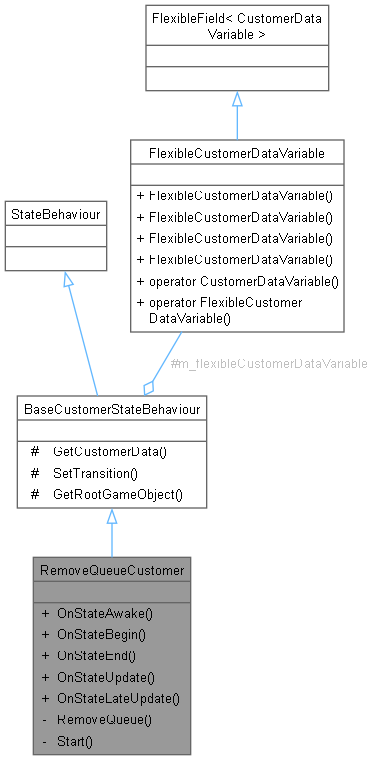 FlexibleField< CustomerData
Variable >
FlexibleCustomerDataVariable
+ FlexibleCustomerDataVariable()
+ FlexibleCustomerDataVariable()
+ FlexibleCustomerDataVariable()
+ FlexibleCustomerDataVariable()
+ operator CustomerDataVariable()
+ operator FlexibleCustomer
DataVariable()
StateBehaviour
#m_flexibleCustomerDataVariable
BaseCustomerStateBehaviour
# GetCustomerData()
# SetTransition()
# GetRootGameObject()
RemoveQueueCustomer
+ OnStateAwake()
+ OnStateBegin()
+ OnStateEnd()
+ OnStateUpdate()
+ OnStateLateUpdate()
- RemoveQueue()
- Start()